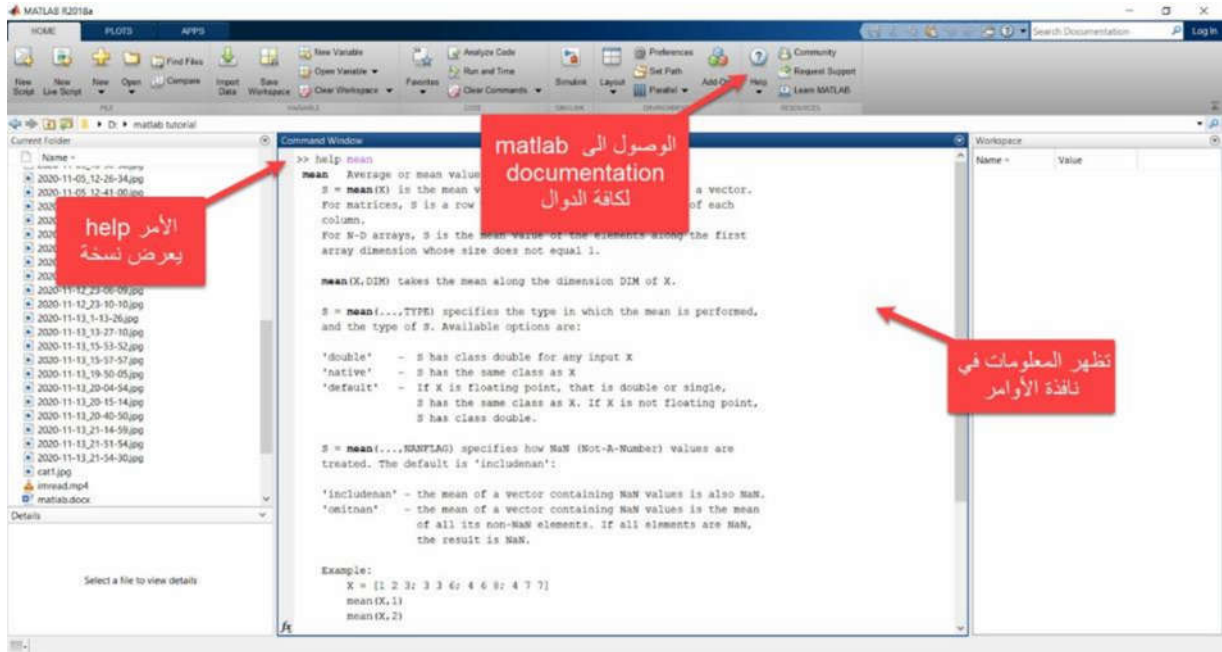 MATLAB R2018a
HOME PLOTS APPS
Search Documentation
Log In
New Script
New Live Script
New
Open
Find Files
Compare
Import Data
Save Workspace
New Variable
Open Variable
Clear Workspace
Favorites
Analyze Code
Run and Time
Clear Commands
Simulink
Layout
Preferences
Set Path
Parallel
Help
Community
Request Support
Learn MATLAB
FILE VARIABLE CODE SIMULINK ENVIRONMENT RESOURCES
D: matlab tutorial
Current Folder
Name
2020-11-05_12-26-34.jpg
2020-11-05_12-41-00.jpg
2020-11-12_23-06-09.jpg
2020-11-12_23-10-10.jpg
2020-11-13_1-13-26.jpg
2020-11-13_13-27-10.jpg
2020-11-13_15-53-52.jpg
2020-11-13_15-57-57.jpg
2020-11-13_19-50-05.jpg
2020-11-13_20-04-54.jpg
2020-11-13_20-15-14.jpg
2020-11-13_20-40-50.jpg
2020-11-13_21-14-59.jpg
2020-11-13_21-51-54.jpg
2020-11-13_21-54-30.jpg
cat1.jpg
imread.mp4
matlab.docx
Details
Select a file to view details
الأمر help
يعرض نسخة
Command Window
>> help mean
mean Average or mean value
S = mean(X) is the mean a vector.
For matrices, S is a row of each
column.
For N-D arrays, S is the mean value of the elements along the first
array dimension whose size does not equal 1.
mean(X,DIM) takes the mean along the dimension DIM of X.
S = mean(...,TYPE) specifies the type in which the mean is performed,
and the type of S. Available options are:
'double' - S has class double for any input X
'native' - S has the same class as X
'default' - If X is floating point, that is double or single,
S has the same class as X. If X is not floating point,
S has class double.
S = mean(...,NANFLAG) specifies how NaN (Not-A-Number) values are
treated. The default is 'includenan':
'includenan' - the mean of a vector containing NaN values is also NaN.
'omitnan' - the mean of a vector containing NaN values is the mean
of all its non-NaN elements. If all elements are NaN,
the result is NaN.
Example:
X = [1 2 3; 3 3 6; 4 6 8; 4 7 7]
mean(X,1)
mean(X,2)
fx
الوصول الى matlab
documentation
لكافة الدوال
Workspace
Name Value
تظهر المعلومات في
نافذة الأوامر